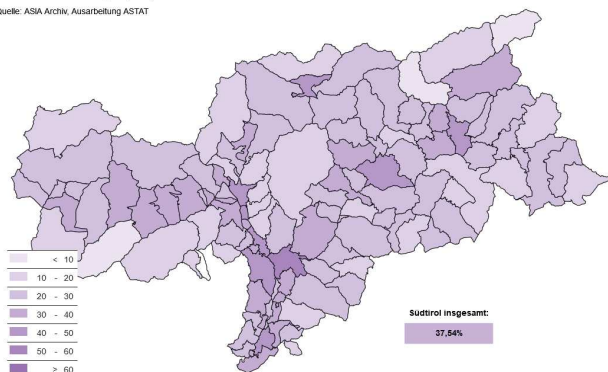 Quelle: ASIA Archiv, Ausarbeitung ASTAT
< 10
10 - 20
20 - 30
30 - 40
40 - 50
50 - 60
> 60
Südtirol insgesamt:
37,54%